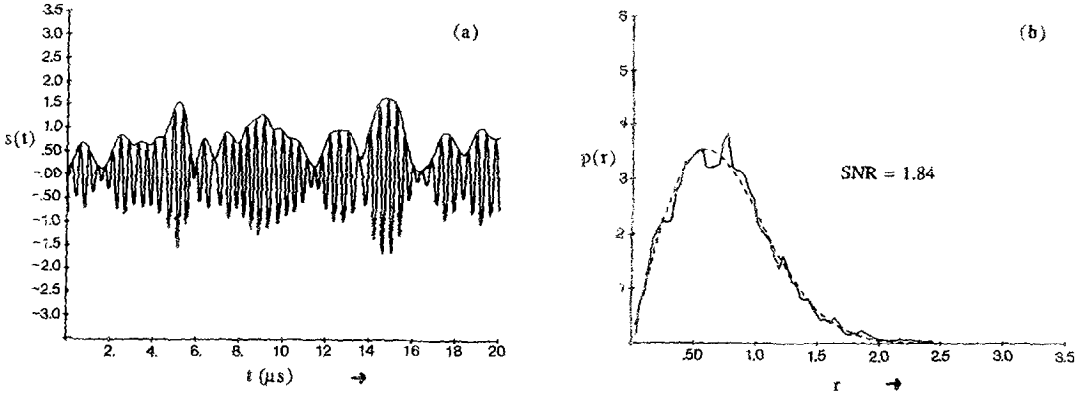 (a)
3.5
3.0
2.5
2.0
1.5
1.0
.50
-.00
-.50
-1.0
-1.5
-2.0
-2.5
-3.0
s(t)
2. 4. 6. 8. 10 12 14 16 18 20
t (μs) →
(b)
6
5
4
3
2
1
p(r)
SNR = 1.84
.50 1.0 1.5 2.0 2.5 3.0 3.5
r →